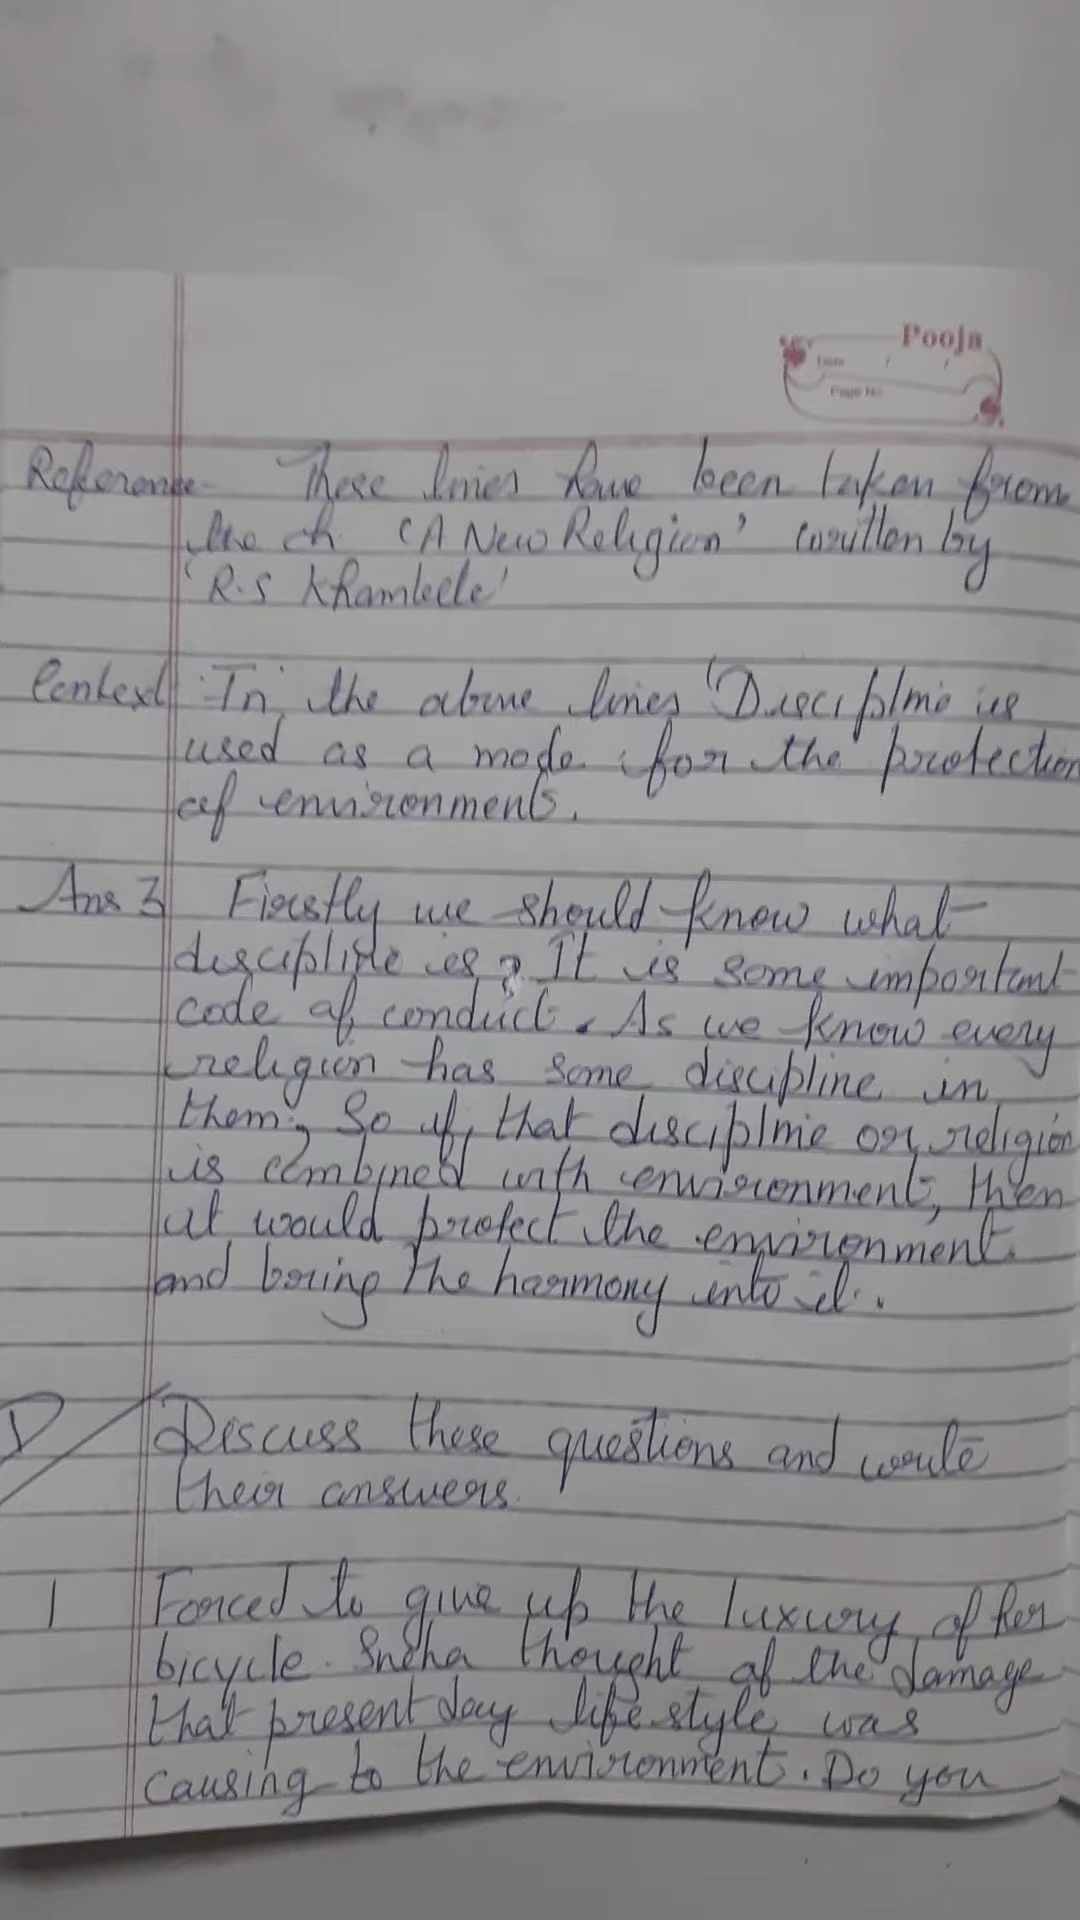 Pooja
Date / /
Page No.
Reference- These lines have been taken from
the ch 'A New Religion' written by
'R.S
Context In the above lines 'Discipline is
used as a mode for the protection
of environment.
Ans 3 Firstly we should know what
discipline is? It is some important
code of conduct. As we know every
religion has some discipline in
them, So if that discipline or religion
is combined with environment, then
it would protect the environment
and bring the harmony into it.
D Discuss these questions and write
their answers.
1 Forced to give up the luxury of her
bicycle. Sneha thought of the damage
that present day life style was
causing to the environment. Do you